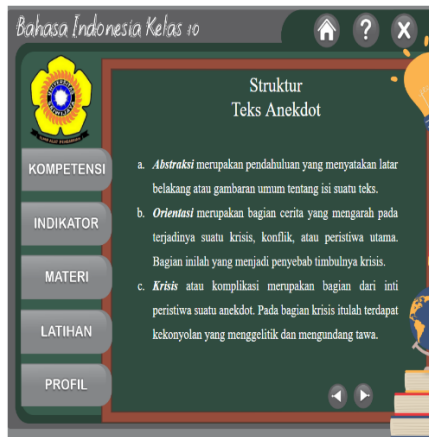 Bahasa Indonesia Kelas 10
?
X
Struktur
Teks Anekdot
KOMPETENSI
INDIKATOR
MATERI
LATIHAN
PROFIL
a. Abstraksi merupakan pendahuluan yang menyatakan latar
belakang atau gambaran umum tentang isi suatu teks.
b. Orientasi merupakan bagian cerita yang mengarah pada
terjadinya suatu krisis, konflik, atau peristiwa utama.
Bagian inilah yang menjadi penyebab timbulnya krisis.
c. Krisis atau komplikasi merupakan bagian dari inti
peristiwa suatu anekdot. Pada bagian krisis itulah terdapat
kekonyolan yang menggelitik dan mengundang tawa.